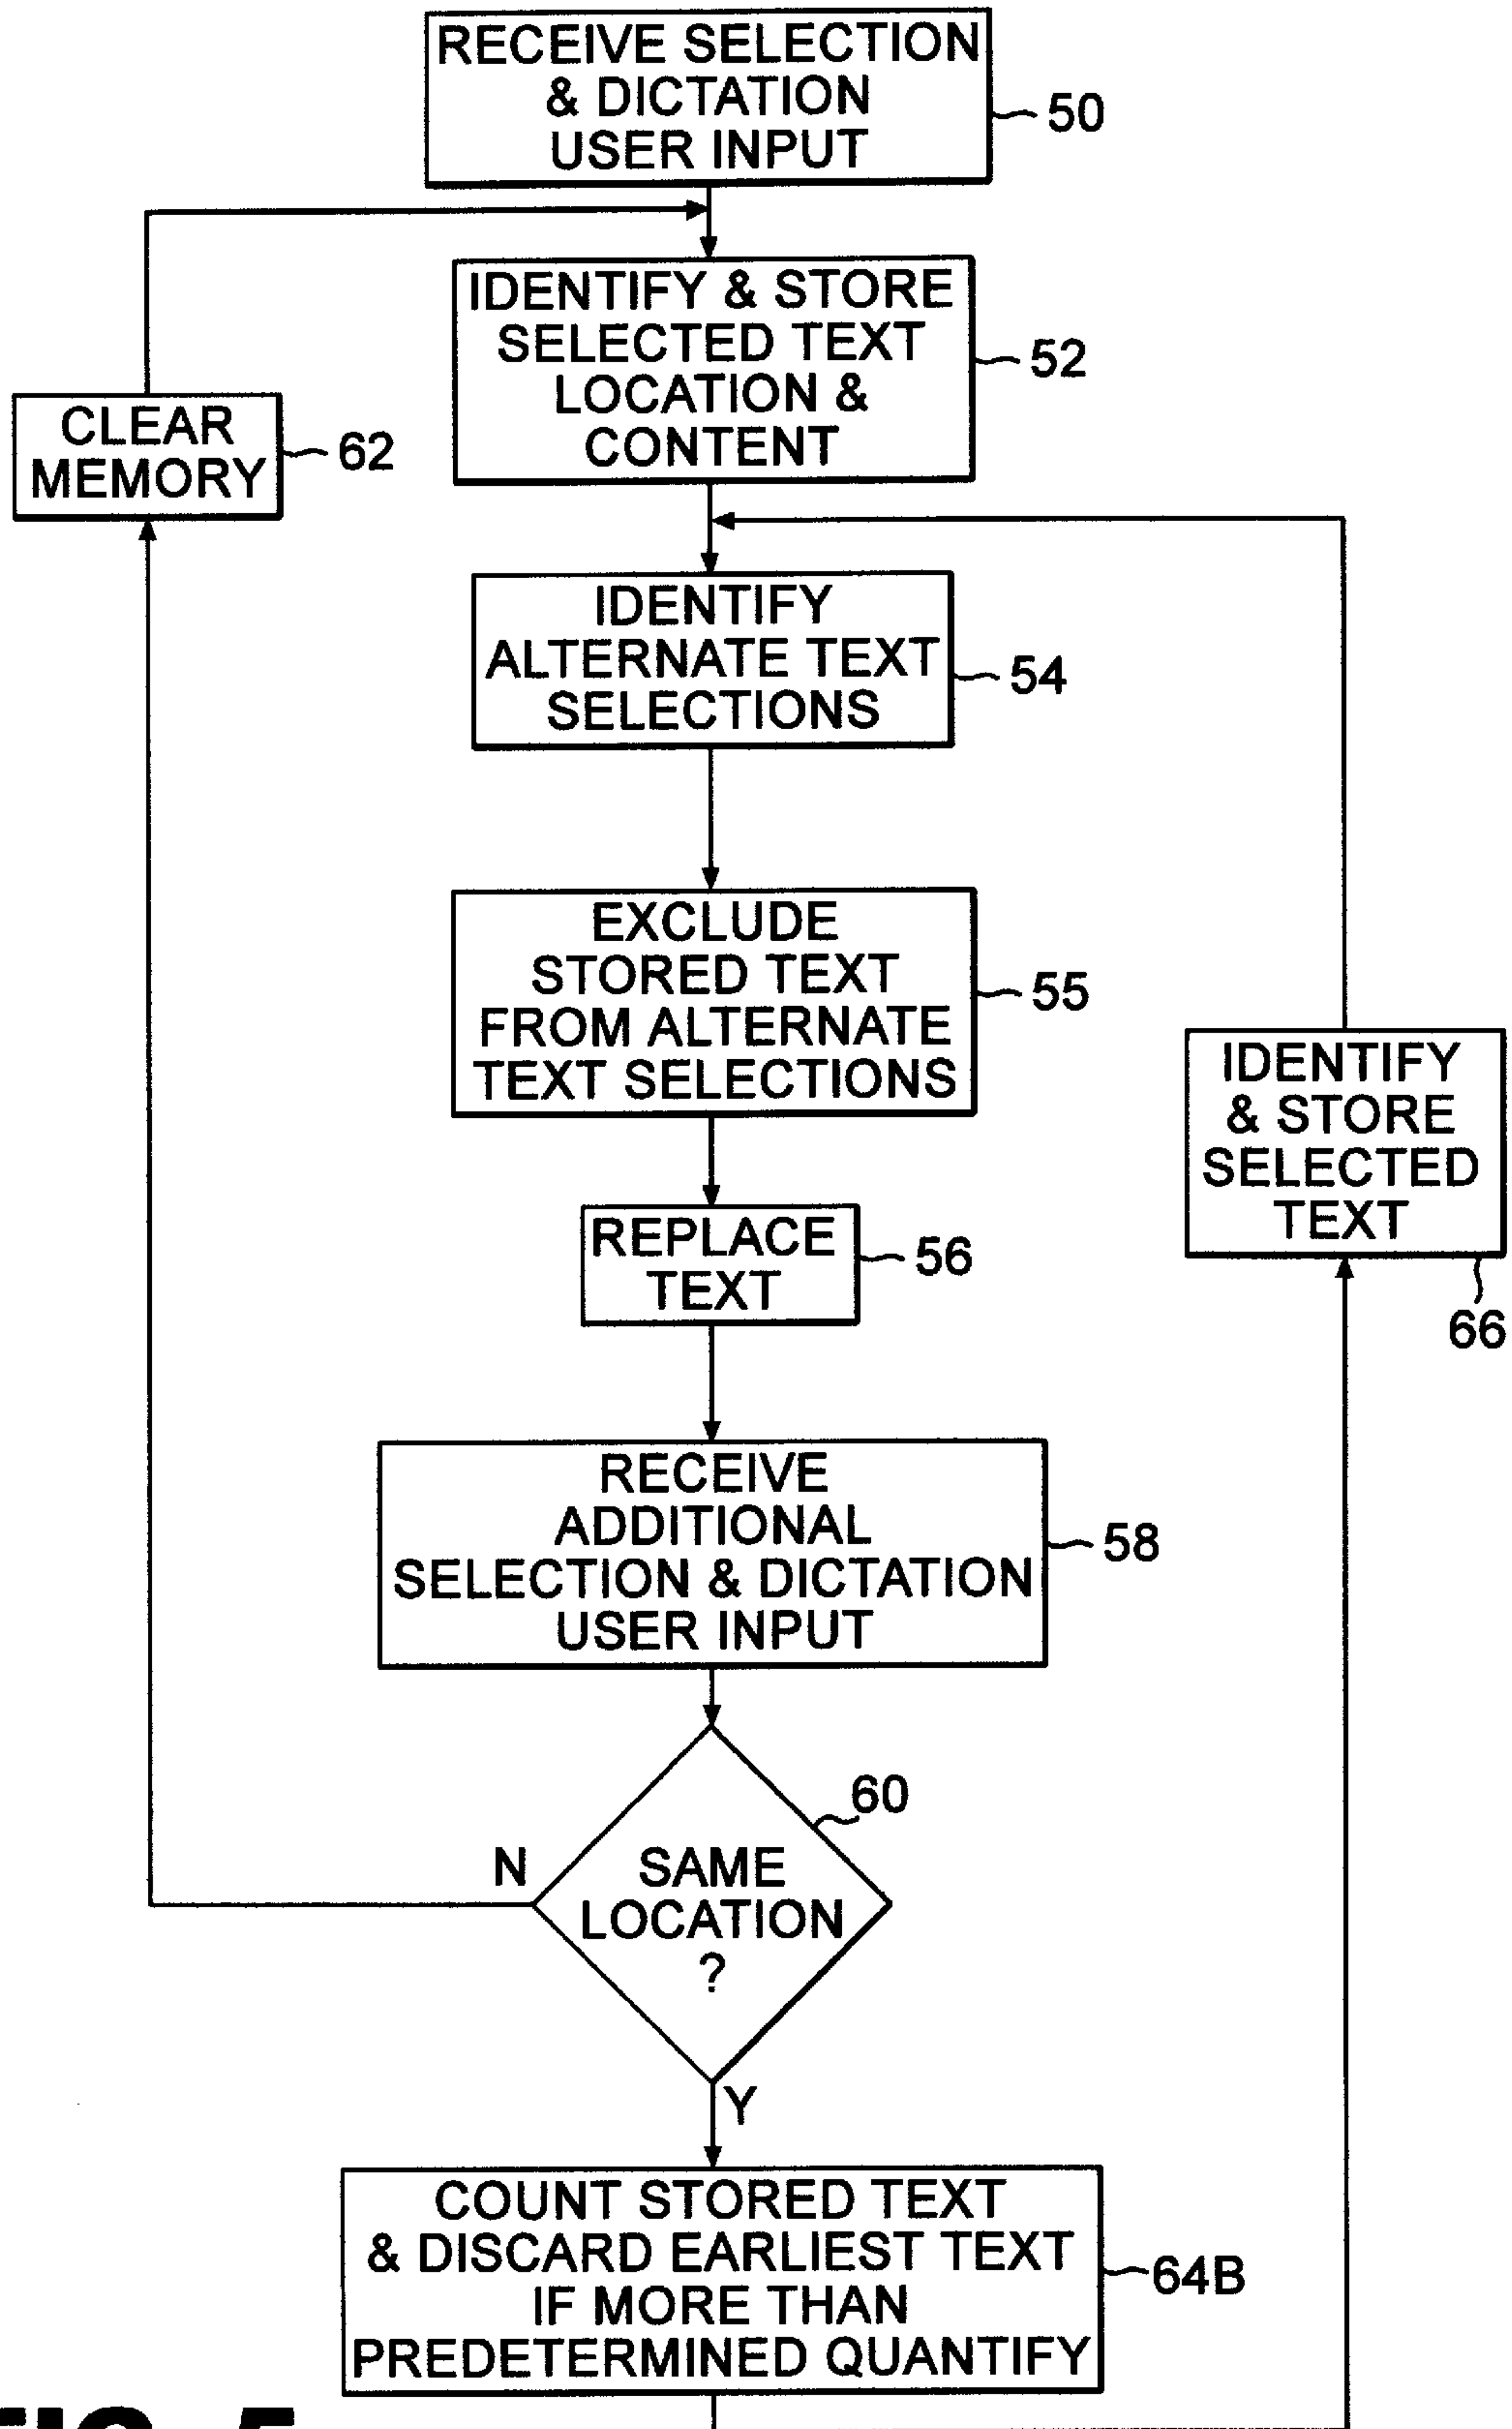 RECEIVE SELECTION
& DICTATION
USER INPUT
50
IDENTIFY & STORE
SELECTED TEXT
LOCATION &
CONTENT
52
CLEAR
MEMORY
62
IDENTIFY
ALTERNATE TEXT
SELECTIONS
54
EXCLUDE
STORED TEXT
FROM ALTERNATE
TEXT SELECTIONS
55
IDENTIFY
& STORE
SELECTED
TEXT
66
REPLACE
TEXT
56
RECEIVE
ADDITIONAL
SELECTION & DICTATION
USER INPUT
58
60
N
SAME
LOCATION
?
Y
COUNT STORED TEXT
& DISCARD EARLIEST TEXT
IF MORE THAN
PREDETERMINED QUANTIFY
64B